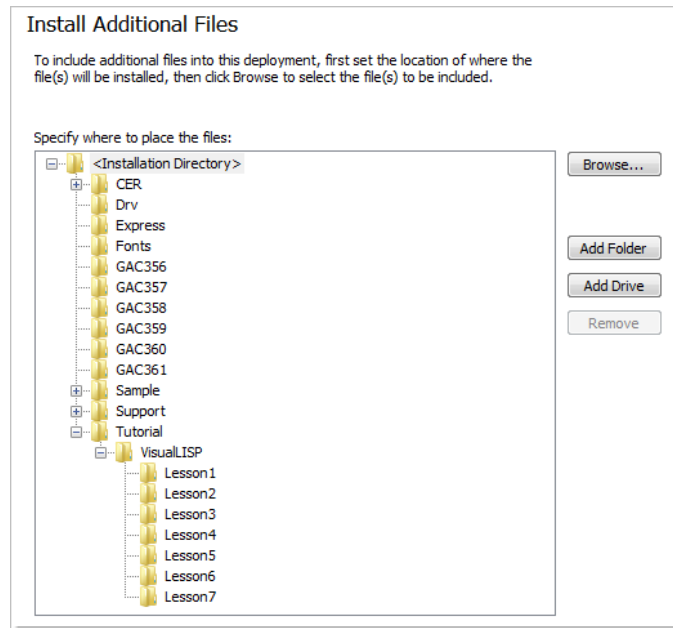 Install Additional Files
To include additional files into this deployment, first set the location of where the
file(s) will be installed, then click Browse to select the file(s) to be included.
Specify where to place the files:
<Installation Directory>
Browse...
CER
Drv
Express
Fonts
Add Folder
GAC356
GAC357
Add Drive
GAC358
GAC359
Remove
GAC360
GAC361
Sample
Support
Tutorial
VisualLISP
Lesson1
Lesson2
Lesson3
Lesson4
Lesson5
Lesson6
Lesson7